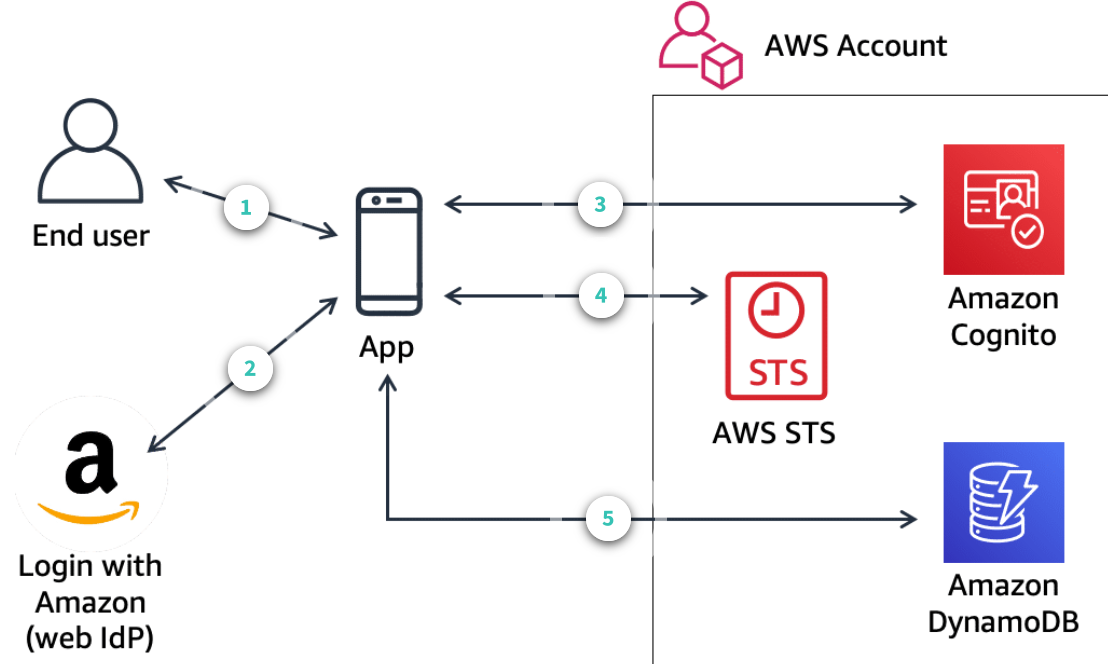 AWS Account
End user
1
3
App
4
Amazon
Cognito
2
STS
AWS STS
a
5
Login with
Amazon
(web IdP)
Amazon
DynamoDB